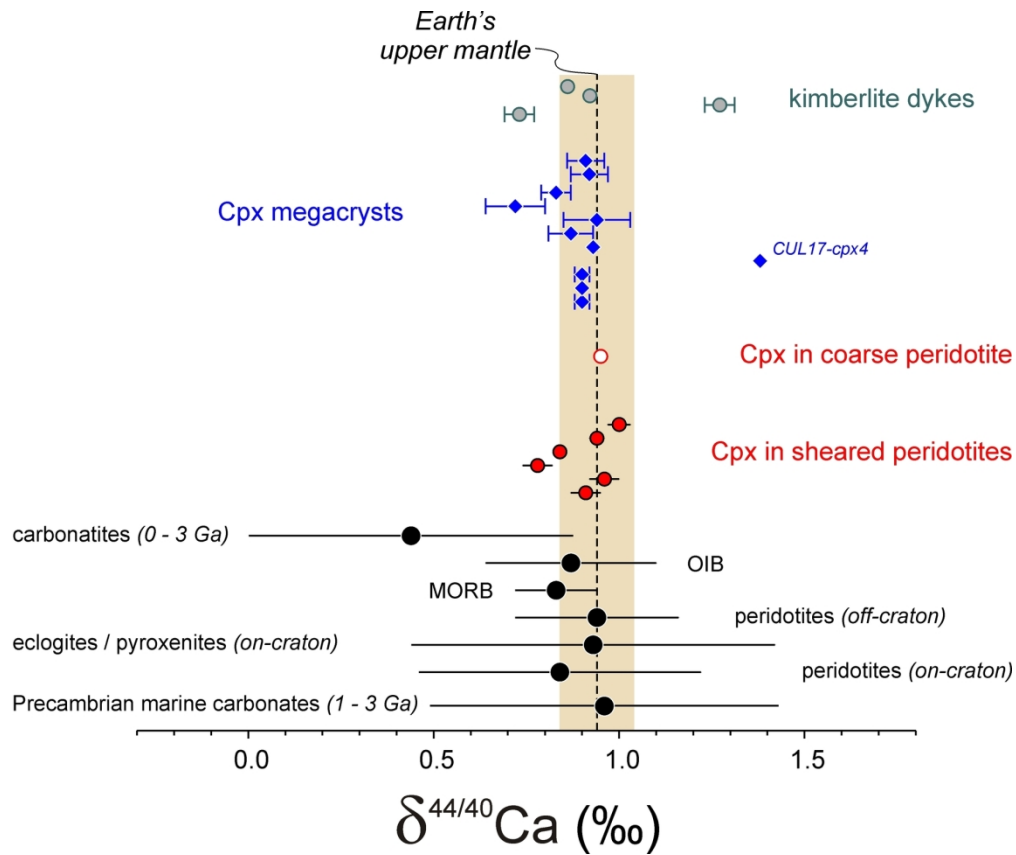 Earth's
upper mantle
kimberlite dykes
Cpx megacrysts
CUL17-cpx4
Cpx in coarse peridotite
Cpx in sheared peridotites
carbonatites (0 - 3 Ga)
OIB
MORB
peridotites (off-craton)
eclogites / pyroxenites (on-craton)
peridotites (on-craton)
Precambrian marine carbonates (1 - 3 Ga)
0.0 0.5 1.0 1.5
δ44/40Ca (‰)